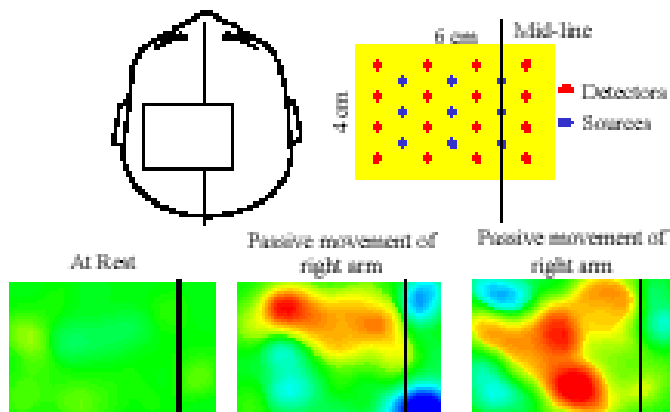 6 cm
Mid-line
4 cm
Detectors
Sources
At Rest
Passive movement of
right arm
Passive movement of
right arm